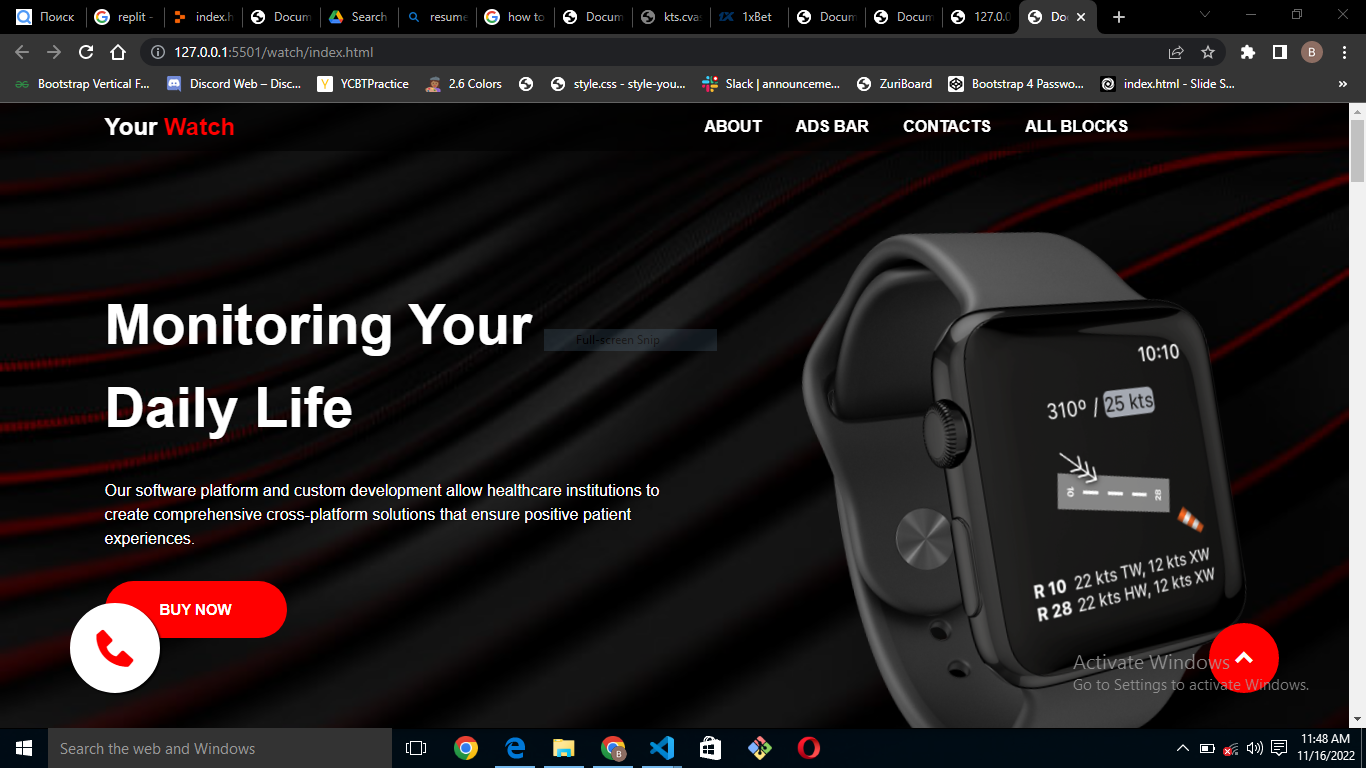 Поиск
replit -
index.h
Docum
Search
resume
how to
Docum
kts.cvas
1xBet
Docum
Docum
127.0.0
Do
127.0.0.1:5501/watch/index.html
B
Bootstrap Vertical F...
Discord Web – Disc...
YCBTPractice
2.6 Colors
style.css - style-you...
Slack | announceme...
ZuriBoard
Bootstrap 4 Passwo...
index.html - Slide S...
»
Your Watch
ABOUT
ADS BAR
CONTACTS
ALL BLOCKS
Monitoring Your
Daily Life
Full-screen Snip
Our software platform and custom development allow healthcare institutions to
create comprehensive cross-platform solutions that ensure positive patient
experiences.
BUY NOW
10:10
310º / 25 kts
10
28
R 10 22 kts TW, 12 kts XW
R 28 22 kts HW, 12 kts XW
Activate Windows
Go to Settings to activate Windows.
Search the web and Windows
B
11:48 AM
11/16/2022